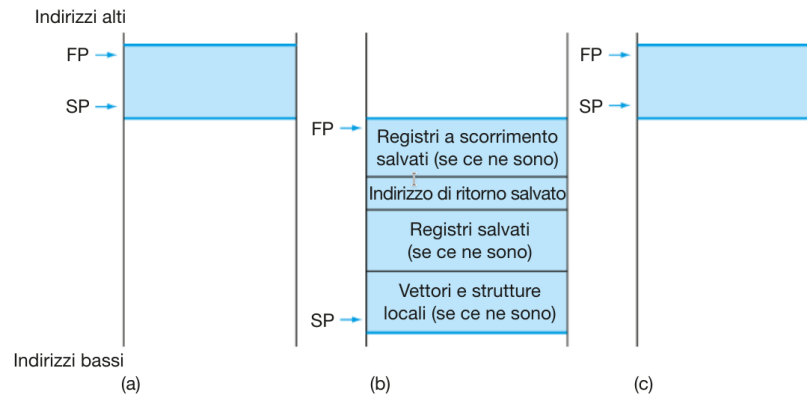 Indirizzi alti
FP
SP
FP
Registri a scorrimento
salvati (se ce ne sono)
Indirizzo di ritorno salvato
Registri salvati
(se ce ne sono)
Vettori e strutture
locali (se ce ne sono)
SP
FP
SP
Indirizzi bassi
(a)
(b)
(c)